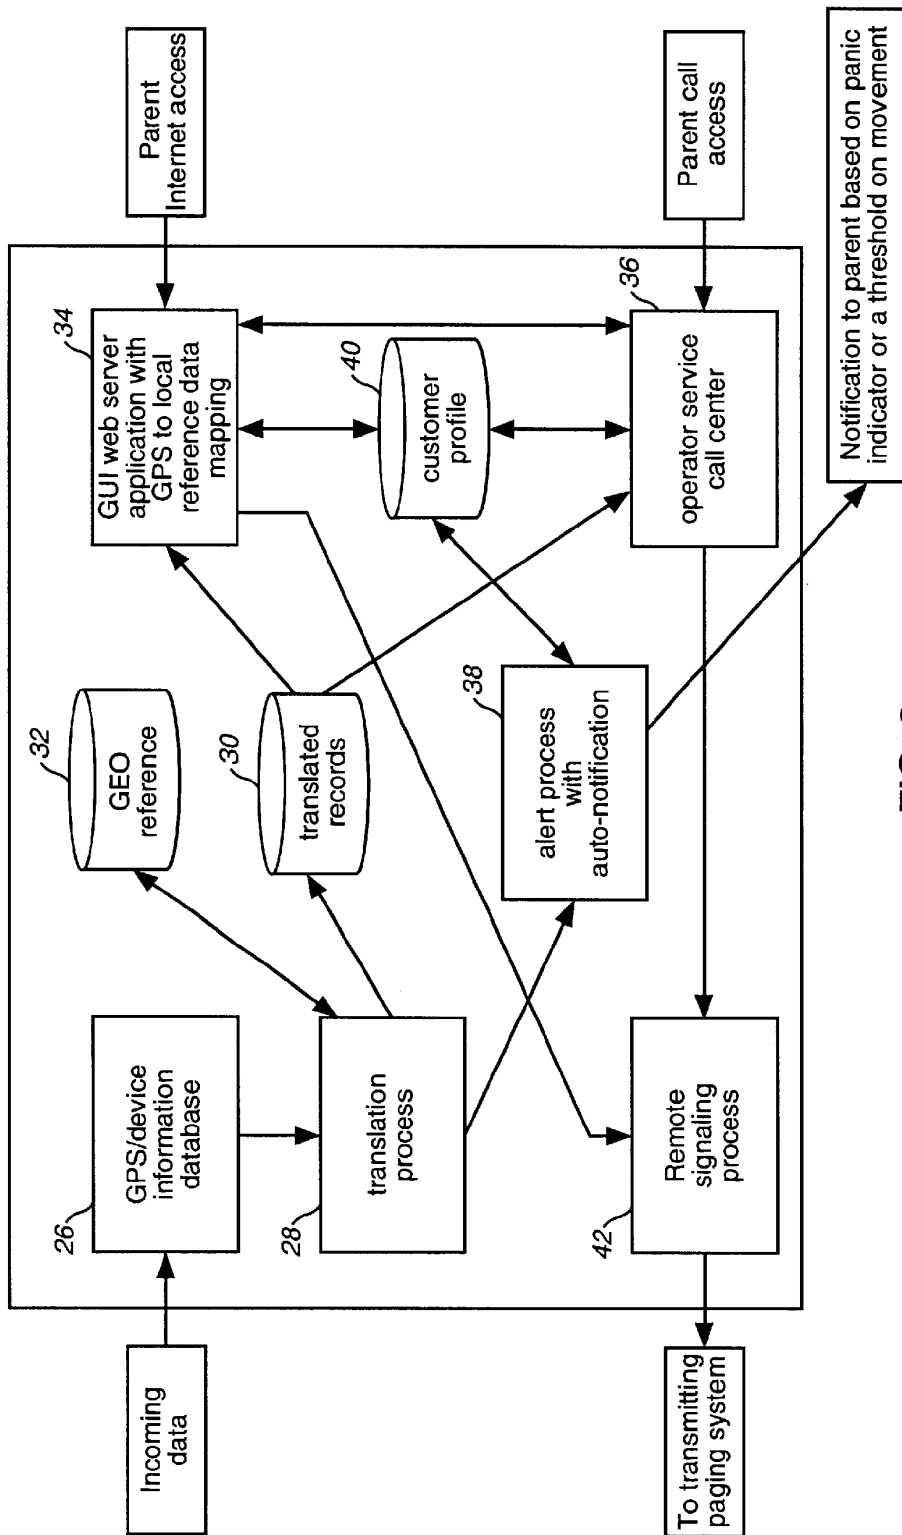 Incoming
data
26
GPS/device
information
database
28
translation
process
42
Remote
signaling
process
To transmitting
paging system
32
GEO
reference
30
translated
records
38
alert process
with
auto-notification
34
GUI web server
application with
GPS to local
reference data
mapping
40
customer
profile
36
operator service
call center
Parent
Internet access
Parent call
access
Notification to parent based on panic
indicator or a threshold on movement